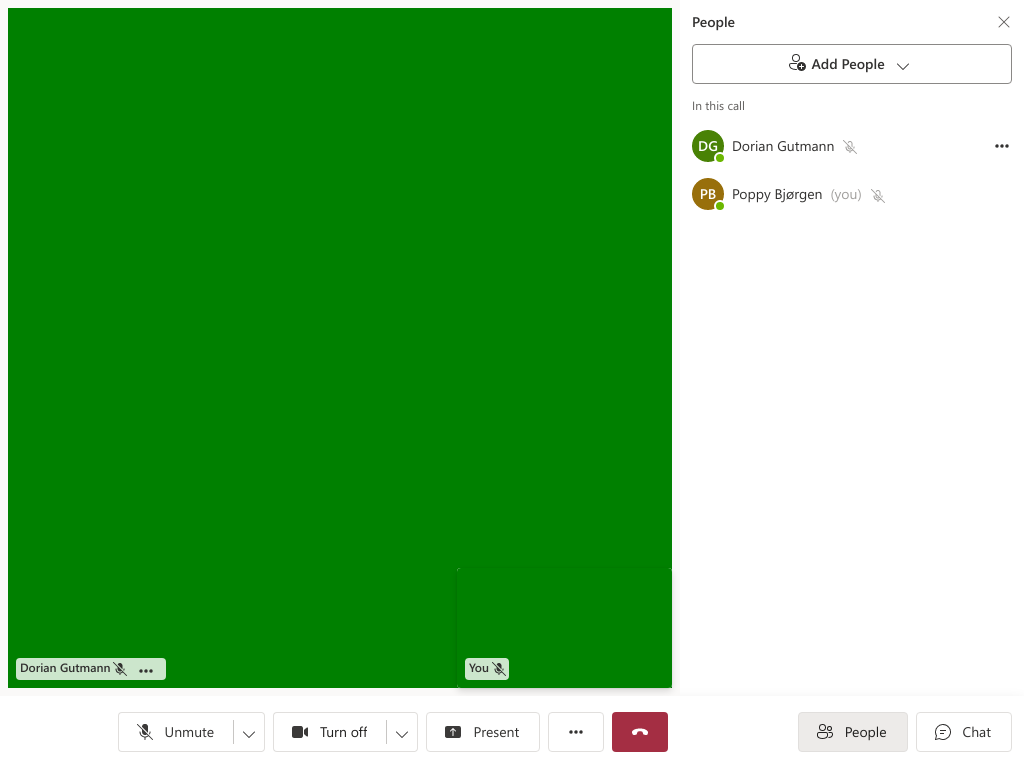 People
Add People
In this call
DG Dorian Gutmann
PB Poppy Bjørgen (you)
Dorian Gutmann
You
Unmute
Turn off
Present
People
Chat